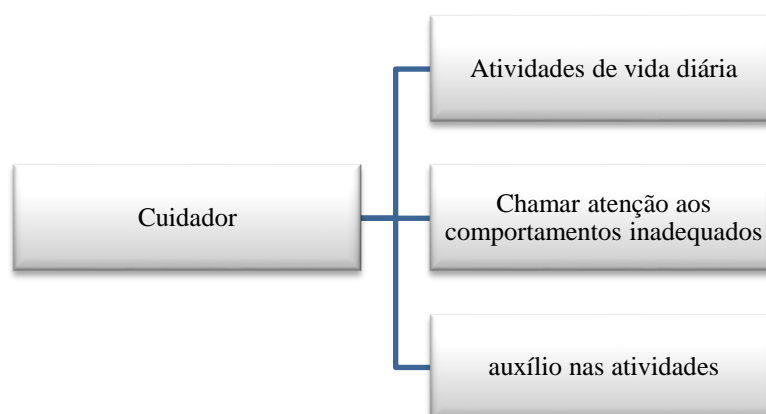 Atividades de vida diária
Cuidador
Chamar atenção aos
comportamentos inadequados
auxílio nas atividades